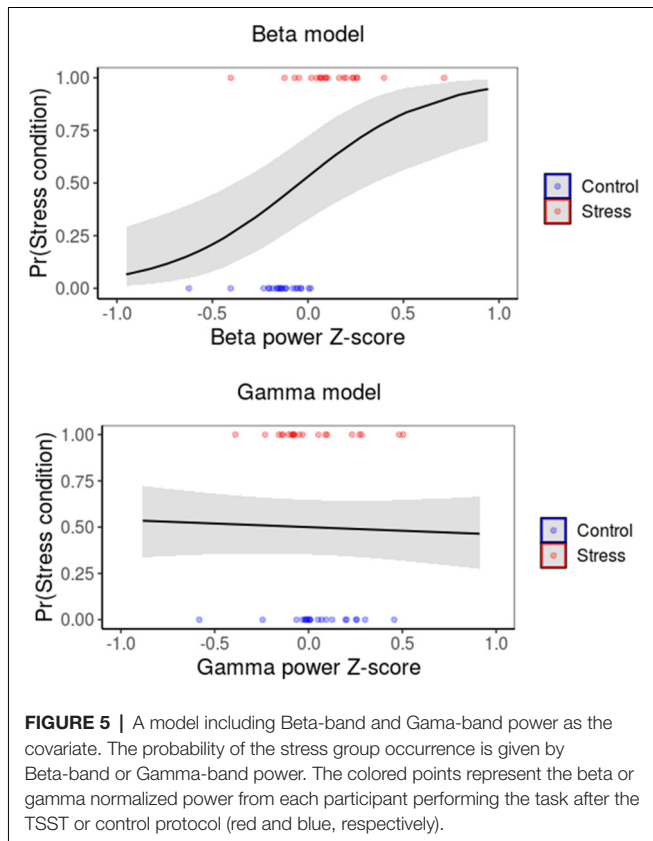 Beta model
Pr(Stress condition)
1.00
0.75
0.50
0.25
0.00
-1.0 -0.5 0.0 0.5 1.0
Beta power Z-score
Control
Stress
Gamma model
Pr(Stress condition)
1.00
0.75
0.50
0.25
0.00
-1.0 -0.5 0.0 0.5 1.0
Gamma power Z-score
Control
Stress
FIGURE 5 | A model including Beta-band and Gama-band power as the
covariate. The probability of the stress group occurrence is given by
Beta-band or Gamma-band power. The colored points represent the beta or
gamma normalized power from each participant performing the task after the
TSST or control protocol (red and blue, respectively).